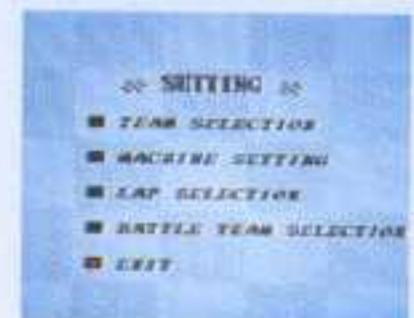 SETTING
TEAM SELECTION
MACHINE SETTING
LAP SELECTION
BATTLE TEAM SELECTION
EXIT